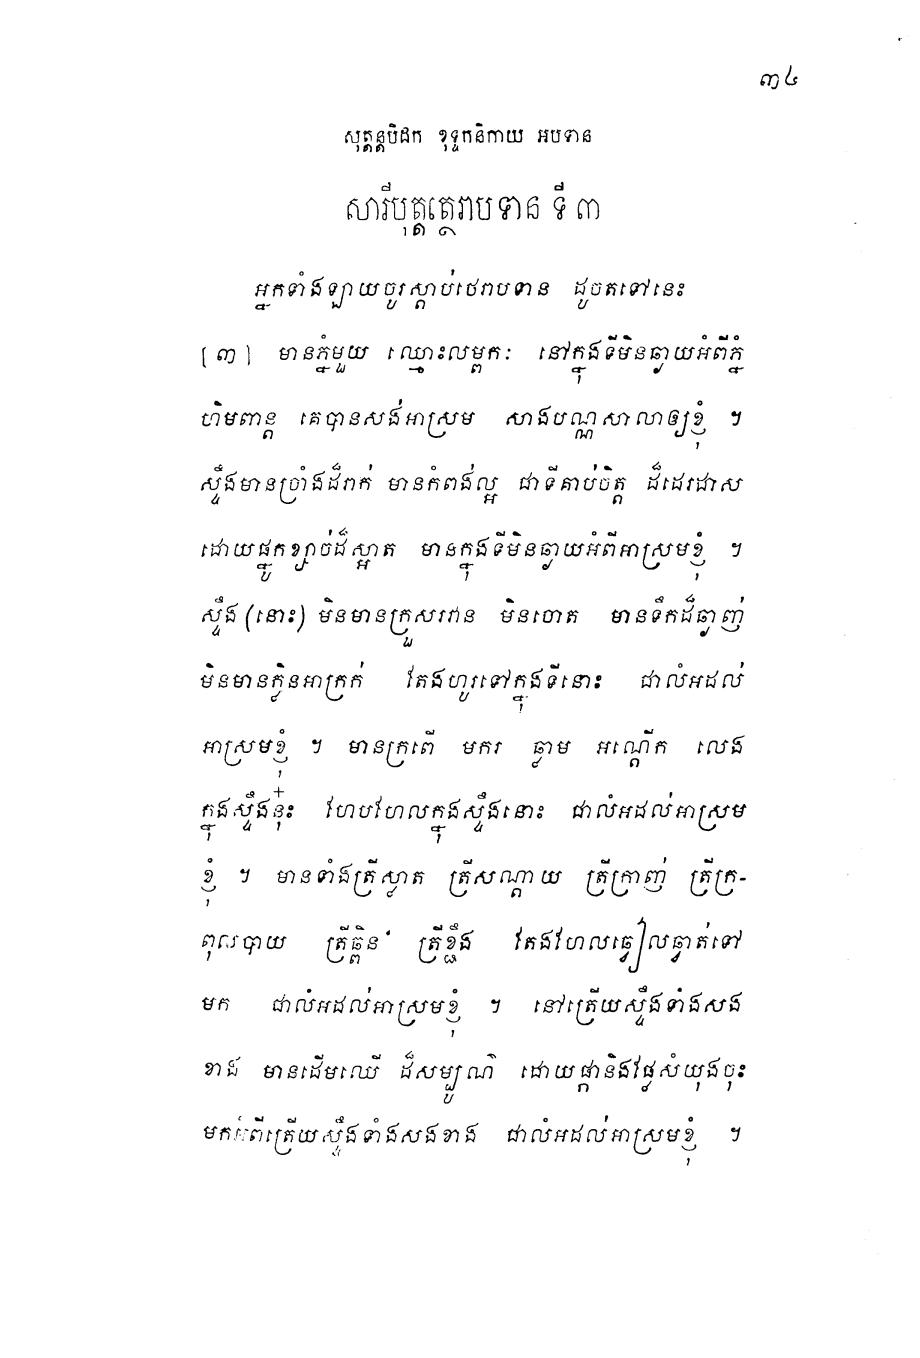 ៣៤
សុត្តន្តបិដក ខុទ្ទកនិកាយ អបទាន
សារីបុត្តត្ថេរាបទាន ទី ៣
អ្នកទាំងឡាយចូរស្តាប់ថេរាបទាន ដូចតទៅនេះ
[៣] មានភ្នំមួយ ឈ្មោះលម្ពកៈ នៅក្នុងទីមិនឆ្ងាយអំពីភ្នំ
ហិមពាន្ត គេបានសង់អាស្រម សាងបណ្ណសាលាឲ្យខ្ញុំ ។
ស្ទឹងមានច្រាំងដ៏រាក់ មានកំពង់ល្អ ជាទីគាប់ចិត្ត ដ៏ដេរដាស
ដោយផ្នូកខ្សាច់ដ៏ស្អាត មានក្នុងទីមិនឆ្ងាយអំពីអាស្រមខ្ញុំ ។
ស្ទឹង (នោះ) មិនមានក្រួសរវាន មិនចោត មានទឹកដ៏ឆ្ងាញ់
មិនមានក្លិនអាក្រក់ តែងហូរទៅក្នុងទីនោះ ជាលំអដល់
អាស្រមខ្ញុំ ។ មានក្រពើ មករ ឆ្លាម អណ្តើក លេង
ក្នុងស្ទឹងនុ៎ះ ហែបហែលក្នុងស្ទឹងនោះ ជាលំអដល់អាស្រម
ខ្ញុំ ។ មានទាំងត្រីស្លាត ត្រីសណ្តាយ ត្រីក្រាញ់ ត្រីក្រ-
ពុលបាយ ត្រីឆ្ពិន ត្រីខ្ជឹង តែងហែលឆ្វៀលឆ្វាត់ទៅ
មក ជាលំអដល់អាស្រមខ្ញុំ ។ នៅត្រើយស្ទឹងទាំងសង
ខាង មានដើមឈើ ដ៏សម្បូណ៌ ដោយផ្កានិងផ្លែសំយុងចុះ
មកអំពីត្រើយស្ទឹងទាំងសងខាង ជាលំអដល់អាស្រមខ្ញុំ ។